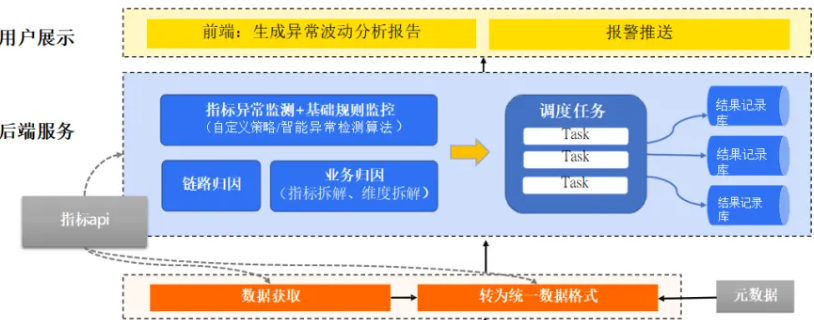 用户展示
前端：生成异常波动分析报告
报警推送
后端服务
指标异常监测+基础规则监控
（自定义策略/智能异常检测算法）
链路归因
业务归因
（指标拆解、维度拆解）
调度任务
Task
Task
Task
结果记录
库
结果记录
库
结果记录
库
指标api
数据获取
转为统一数据格式
元数据